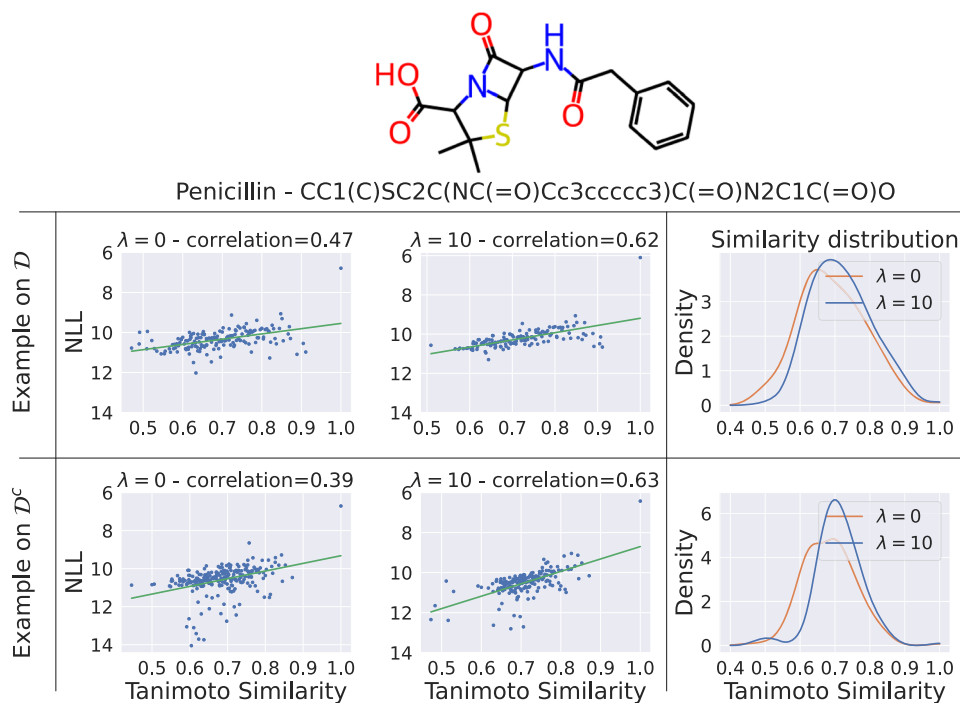 O
H
N
HO
N
O
O
S
Penicillin - CC1(C)SC2C(NC(=O)Cc3ccccc3)C(=O)N2C1C(=O)O
Example on 𝒟
λ = 0 - correlation=0.47
NLL
6
8
10
12
14
0.5 0.6 0.7 0.8 0.9 1.0
λ = 10 - correlation=0.62
6
8
10
12
14
0.5 0.6 0.7 0.8 0.9 1.0
Similarity distribution
λ = 0
λ = 10
Density
3
2
1
0
0.4 0.5 0.6 0.7 0.8 0.9 1.0
Example on 𝒟ᶜ
λ = 0 - correlation=0.39
NLL
6
8
10
12
14
0.5 0.6 0.7 0.8 0.9 1.0
Tanimoto Similarity
λ = 10 - correlation=0.63
6
8
10
12
14
0.5 0.6 0.7 0.8 0.9 1.0
Tanimoto Similarity
λ = 0
λ = 10
Density
6
4
2
0
0.4 0.5 0.6 0.7 0.8 0.9 1.0
Tanimoto Similarity